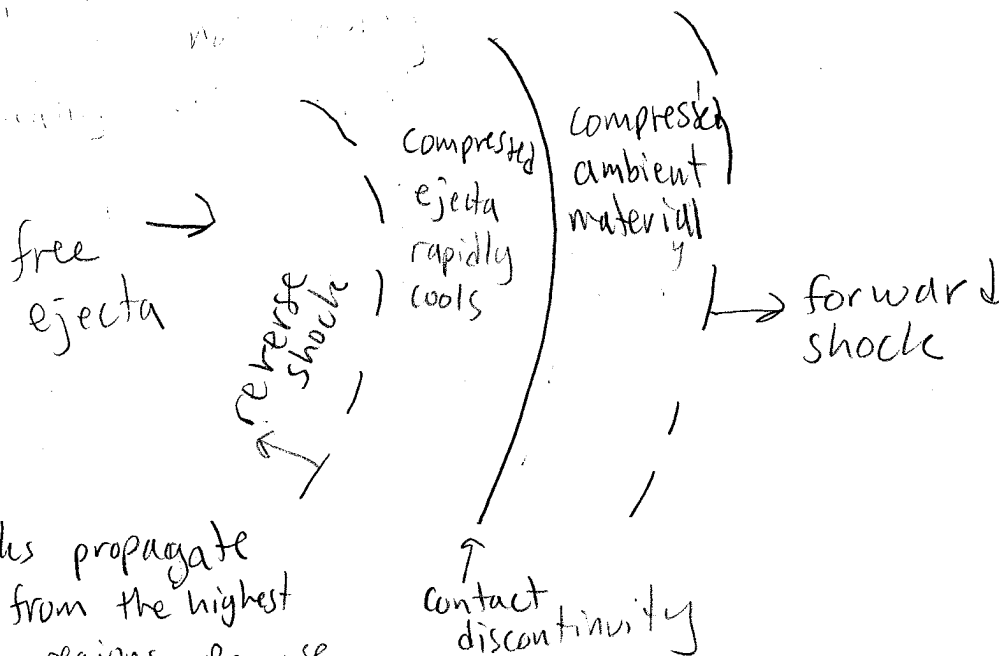 free
ejecta
reverse
shock
compressed
ejecta
rapidly
cools
compressed
ambient
material
forward
shock
contact
discontinuity
propagate
from the highest